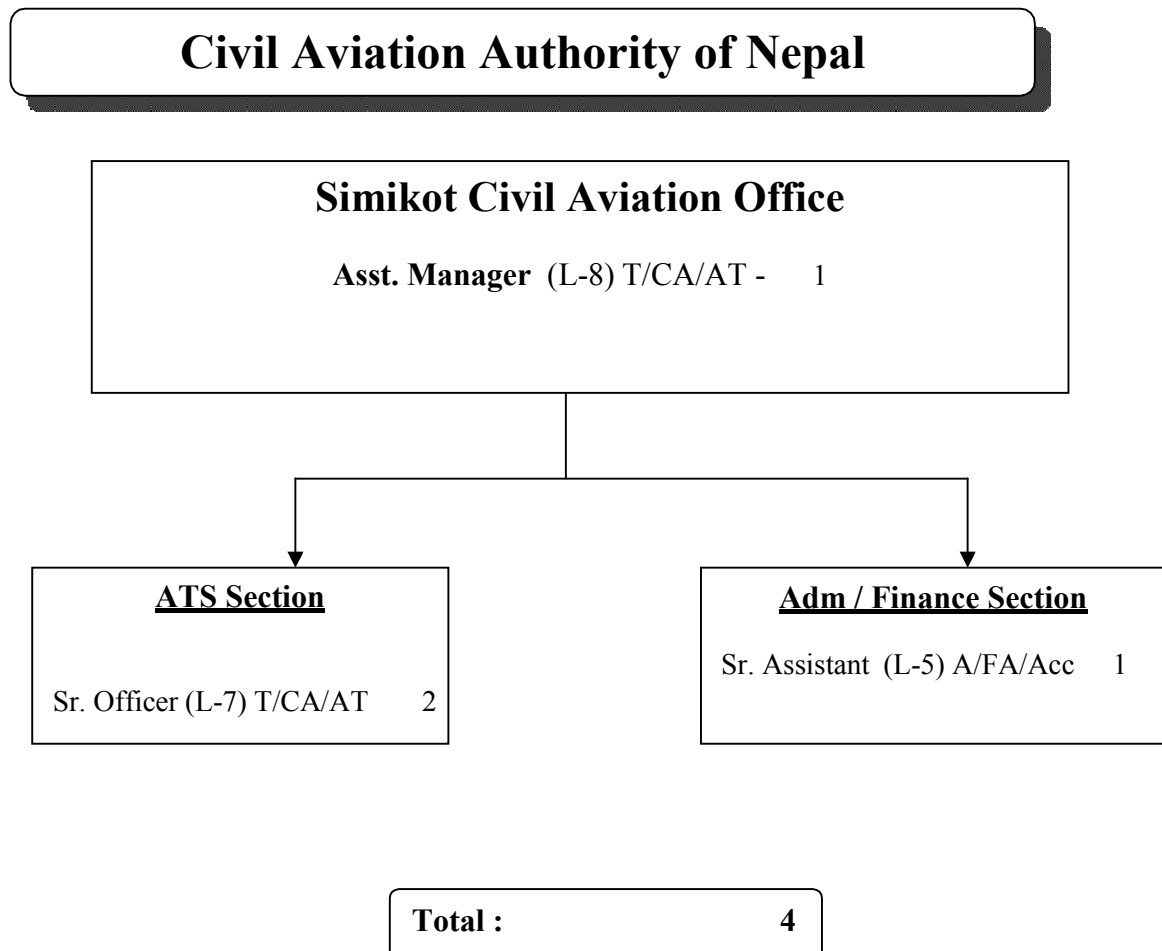 Civil Aviation Authority of Nepal
Simikot Civil Aviation Office
Asst. Manager (L-8) T/CA/AT - 1
ATS Section
Sr. Officer (L-7) T/CA/AT 2
Adm / Finance Section
Sr. Assistant (L-5) A/FA/Acc 1
Total : 4